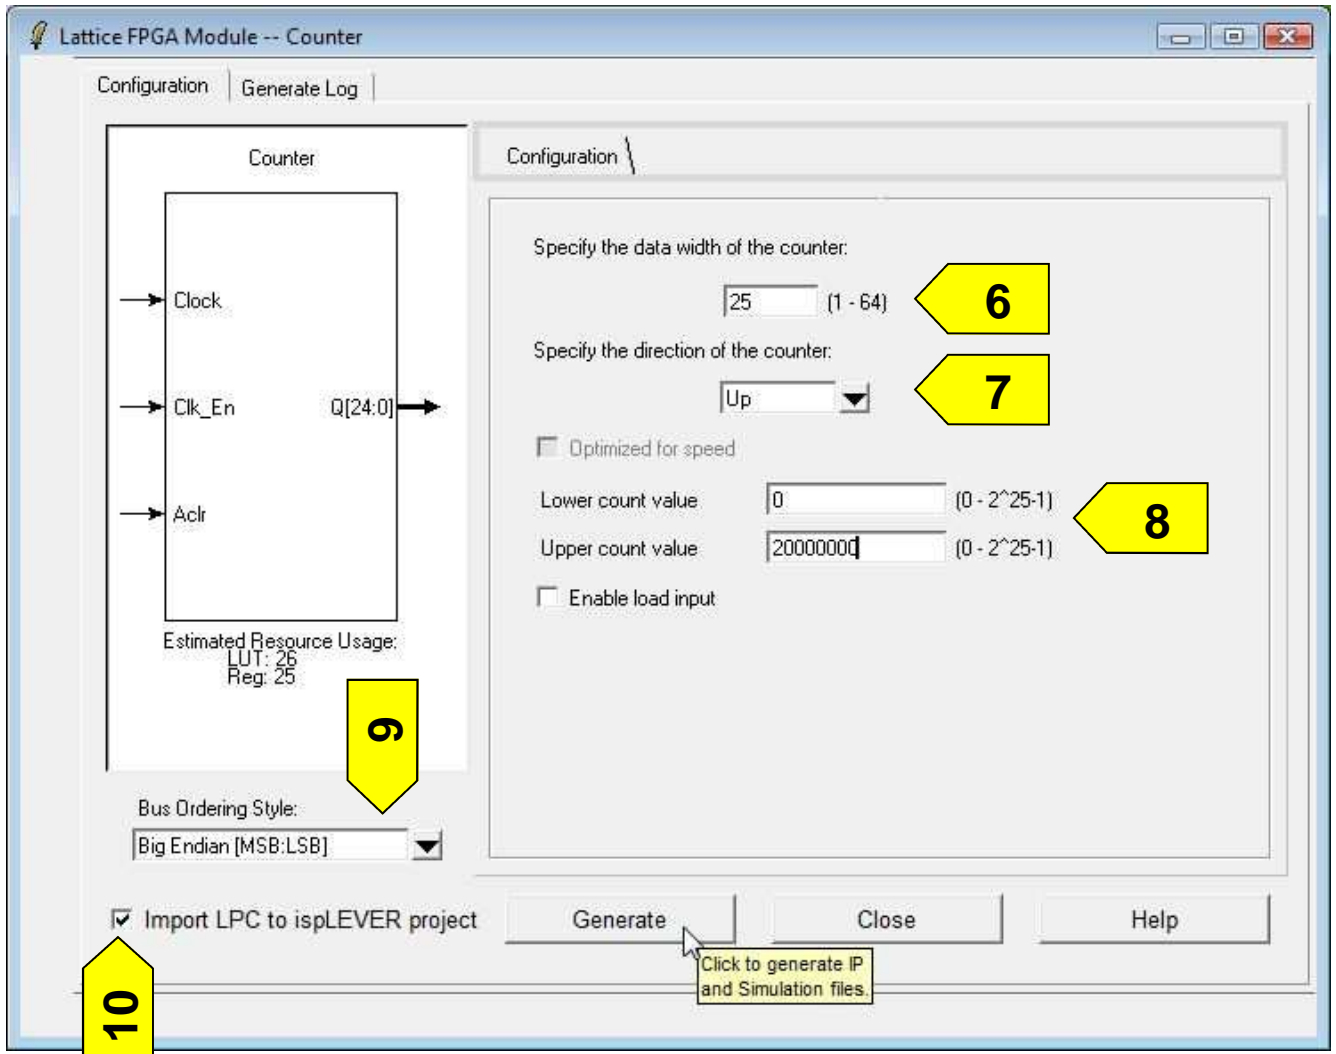 Lattice FPGA Module -- Counter
Configuration
Generate Log
Counter
Clock
Clk_En
Q[24:0]
Aclr
Estimated Resource Usage:
LUT: 26
Reg: 25
9
Bus Ordering Style:
Big Endian [MSB:LSB]
Configuration
Specify the data width of the counter:
25 (1 - 64)
6
Specify the direction of the counter:
Up
7
Optimized for speed
Lower count value 0 (0 - 2^25-1)
8
Upper count value 20000000 (0 - 2^25-1)
Enable load input
Import LPC to ispLEVER project
Generate
Close
Help
Click to generate IP
and Simulation files.
10